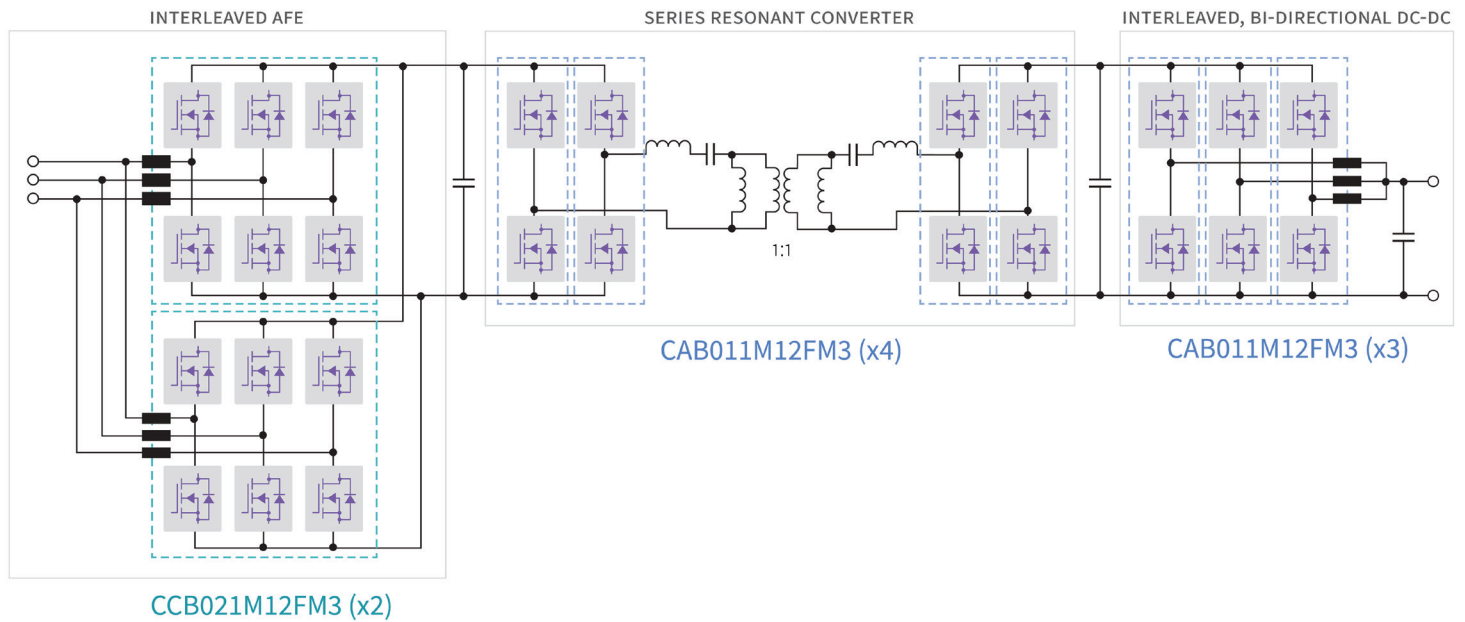 INTERLEAVED AFE
SERIES RESONANT CONVERTER
INTERLEAVED, BI-DIRECTIONAL DC-DC
1:1
CAB011M12FM3 (x4)
CAB011M12FM3 (x3)
CCB021M12FM3 (x2)